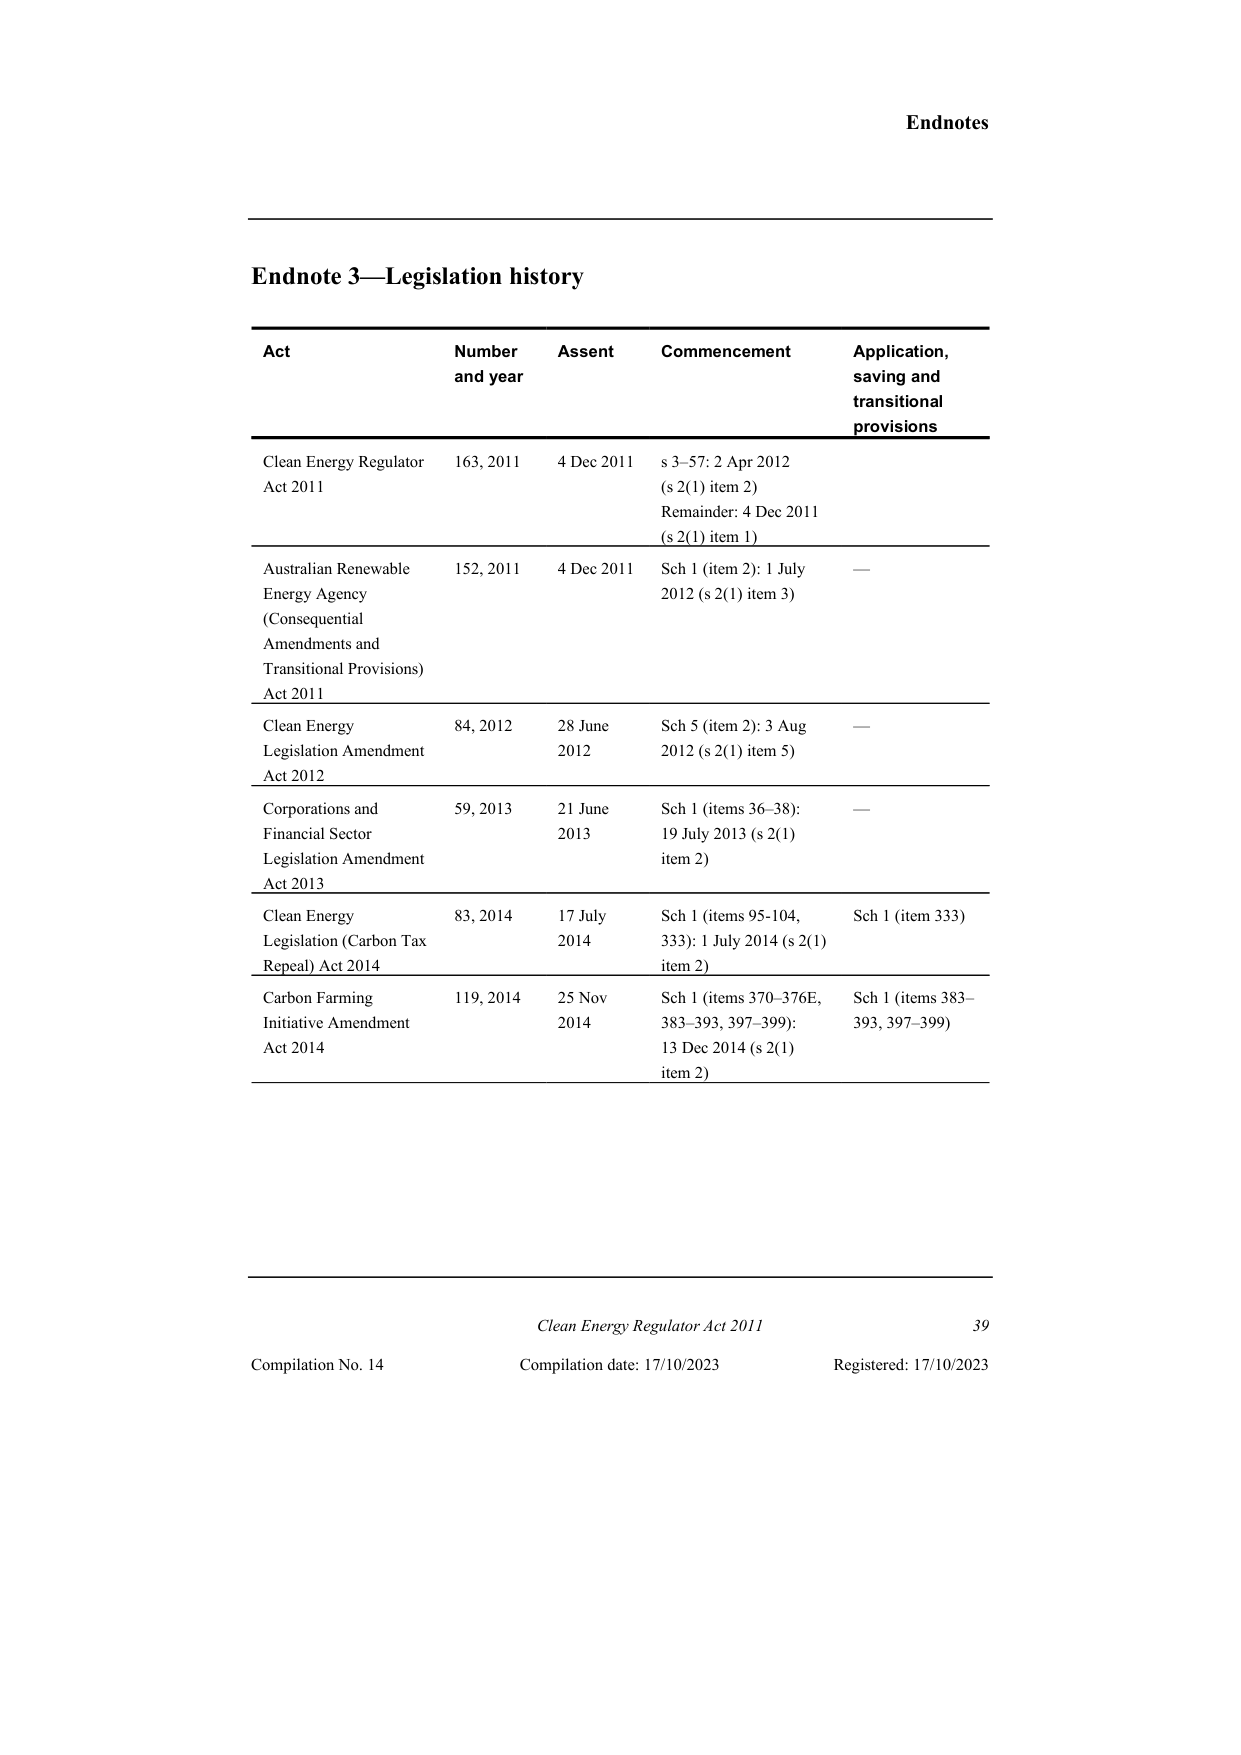 Endnotes
Endnote 3—Legislation history
Act
Number
and year
Assent
Commencement
Application,
saving and
transitional
provisions
Clean Energy Regulator
Act 2011
163, 2011
4 Dec 2011
s 3–57: 2 Apr 2012
(s 2(1) item 2)
Remainder: 4 Dec 2011
(s 2(1) item 1)
Australian Renewable
Energy Agency
(Consequential
Amendments and
Transitional Provisions)
Act 2011
152, 2011
4 Dec 2011
Sch 1 (item 2): 1 July
2012 (s 2(1) item 3)
—
Clean Energy
Legislation Amendment
Act 2012
84, 2012
28 June
2012
Sch 5 (item 2): 3 Aug
2012 (s 2(1) item 5)
—
Corporations and
Financial Sector
Legislation Amendment
Act 2013
59, 2013
21 June
2013
Sch 1 (items 36–38):
19 July 2013 (s 2(1)
item 2)
—
Clean Energy
Legislation (Carbon Tax
Repeal) Act 2014
83, 2014
17 July
2014
Sch 1 (items 95-104,
333): 1 July 2014 (s 2(1)
item 2)
Sch 1 (item 333)
Carbon Farming
Initiative Amendment
Act 2014
119, 2014
25 Nov
2014
Sch 1 (items 370–376E,
383–393, 397–399):
13 Dec 2014 (s 2(1)
item 2)
Sch 1 (items 383–
393, 397–399)
Clean Energy Regulator Act 2011 39
Compilation No. 14 Compilation date: 17/10/2023 Registered: 17/10/2023